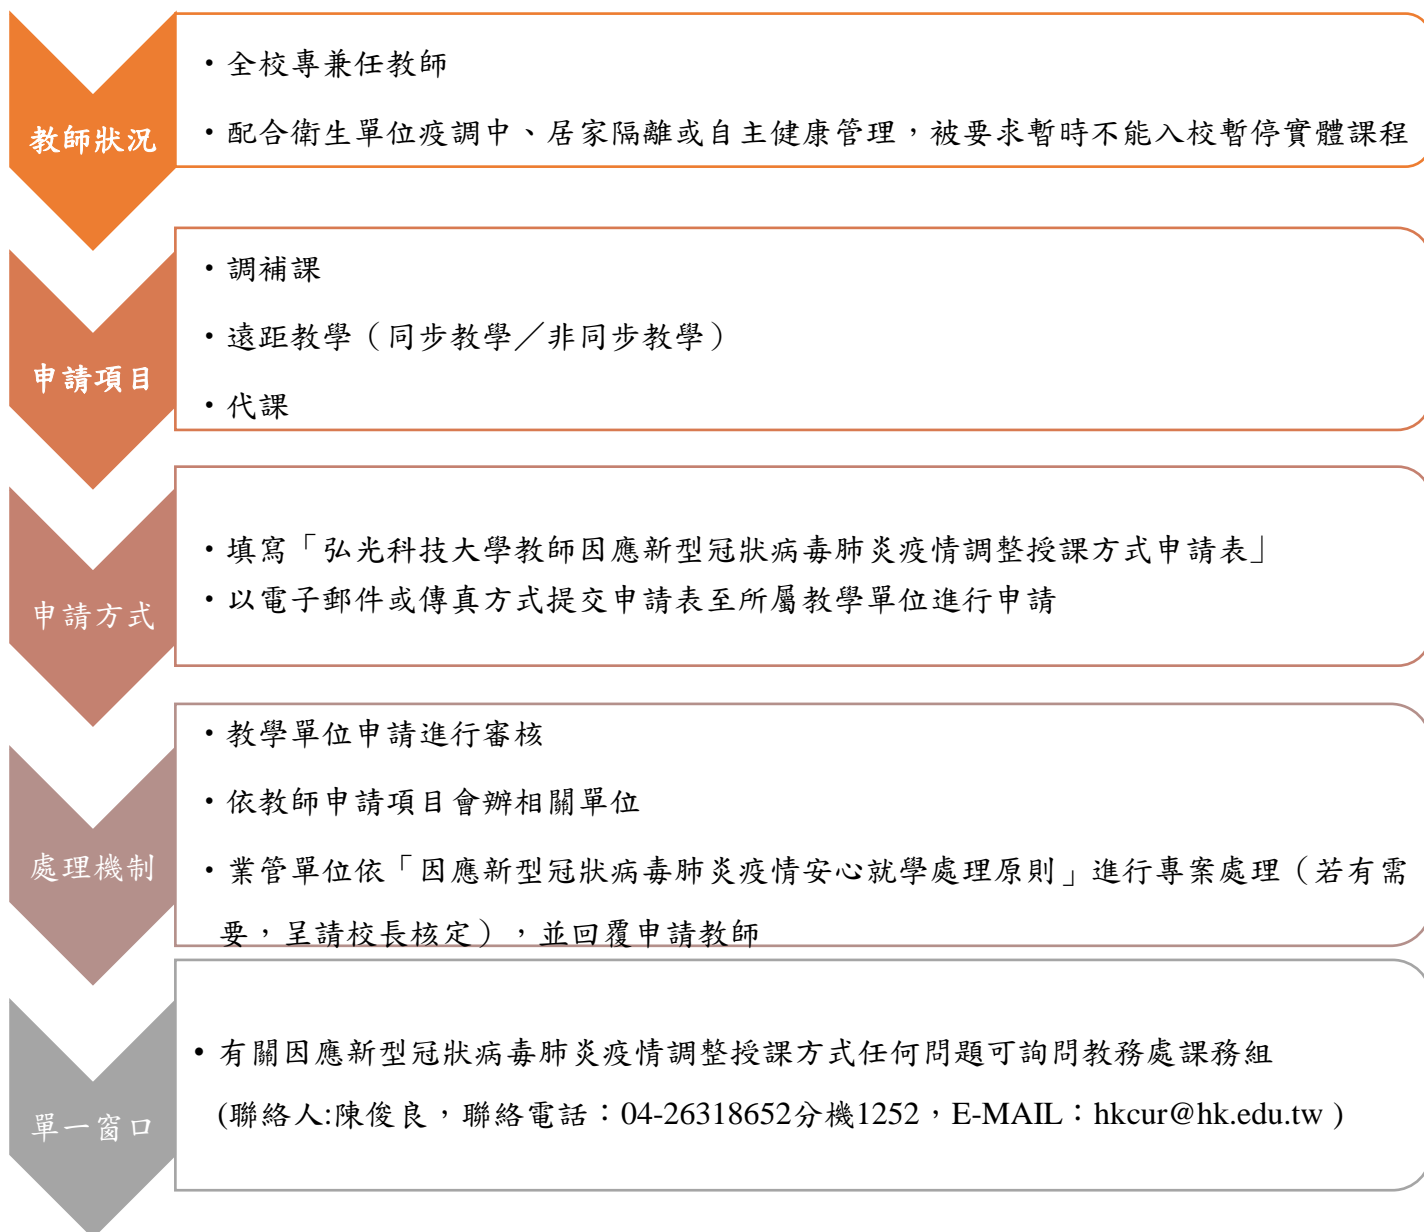 教師狀況
・全校專兼任教師
・配合衛生單位疫調中、居家隔離或自主健康管理，被要求暫時不能入校暫停實體課程
申請項目
・調補課
・遠距教學（同步教學／非同步教學）
・代課
申請方式
・填寫「弘光科技大學教師因應新型冠狀病毒肺炎疫情調整授課方式申請表」
・以電子郵件或傳真方式提交申請表至所屬教學單位進行申請
處理機制
・教學單位申請進行審核
・依教師申請項目會辦相關單位
・業管單位依「因應新型冠狀病毒肺炎疫情安心就學處理原則」進行專案處理（若有需
要，呈請校長核定），並回覆申請教師
單一窗口
• 有關因應新型冠狀病毒肺炎疫情調整授課方式任何問題可詢問教務處課務組
(聯絡人:陳俊良，聯絡電話：04-26318652分機1252，E-MAIL：hkcur@hk.edu.tw )